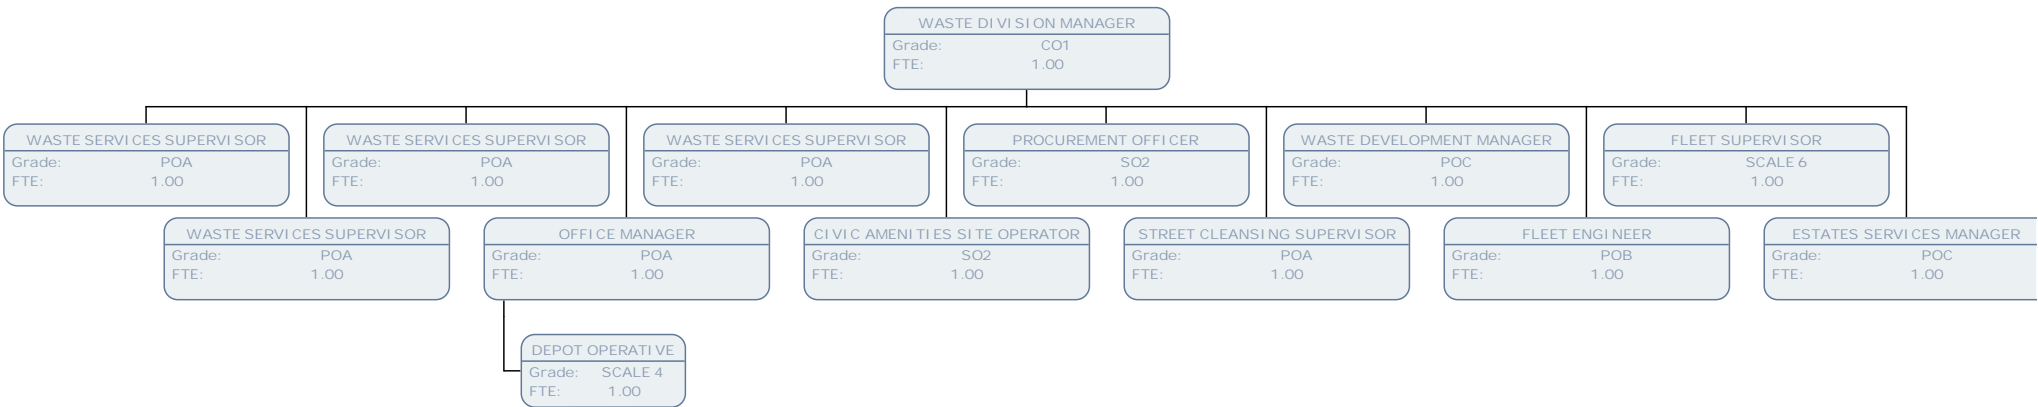 WASTE DIVISION MANAGER
Grade: CO1
FTE: 1.00
WASTE SERVICES SUPERVISOR
Grade: POA
FTE: 1.00
WASTE SERVICES SUPERVISOR
Grade: POA
FTE: 1.00
WASTE SERVICES SUPERVISOR
Grade: POA
FTE: 1.00
PROCUREMENT OFFICER
Grade: SO2
FTE: 1.00
WASTE DEVELOPMENT MANAGER
Grade: POC
FTE: 1.00
FLEET SUPERVISOR
Grade: SCALE 6
FTE: 1.00
WASTE SERVICES SUPERVISOR
Grade: POA
FTE: 1.00
OFFICE MANAGER
Grade: POA
FTE: 1.00
CIVIC AMENITIES SITE OPERATOR
Grade: SO2
FTE: 1.00
STREET CLEANSING SUPERVISOR
Grade: POA
FTE: 1.00
FLEET ENGINEER
Grade: POB
FTE: 1.00
ESTATES SERVICES MANAGER
Grade: POC
FTE: 1.00
DEPOT OPERATIVE
Grade: SCALE 4
FTE: 1.00